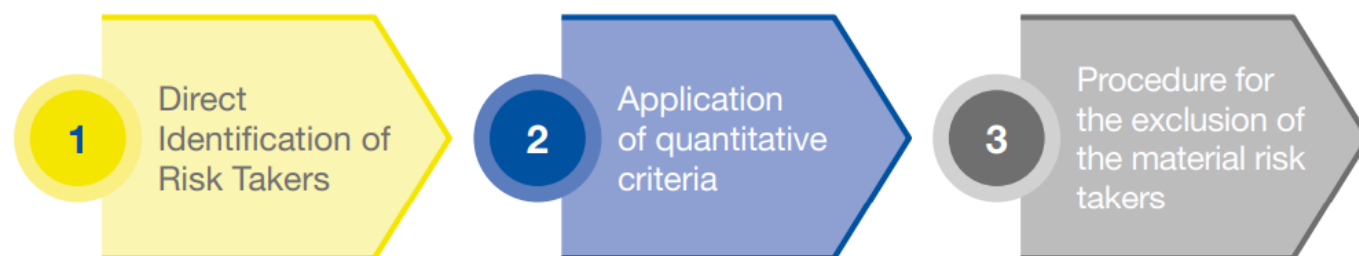 1
Direct
Identification of
Risk Takers
2
Application
of quantitative
criteria
3
Procedure for
the exclusion of
the material risk
takers